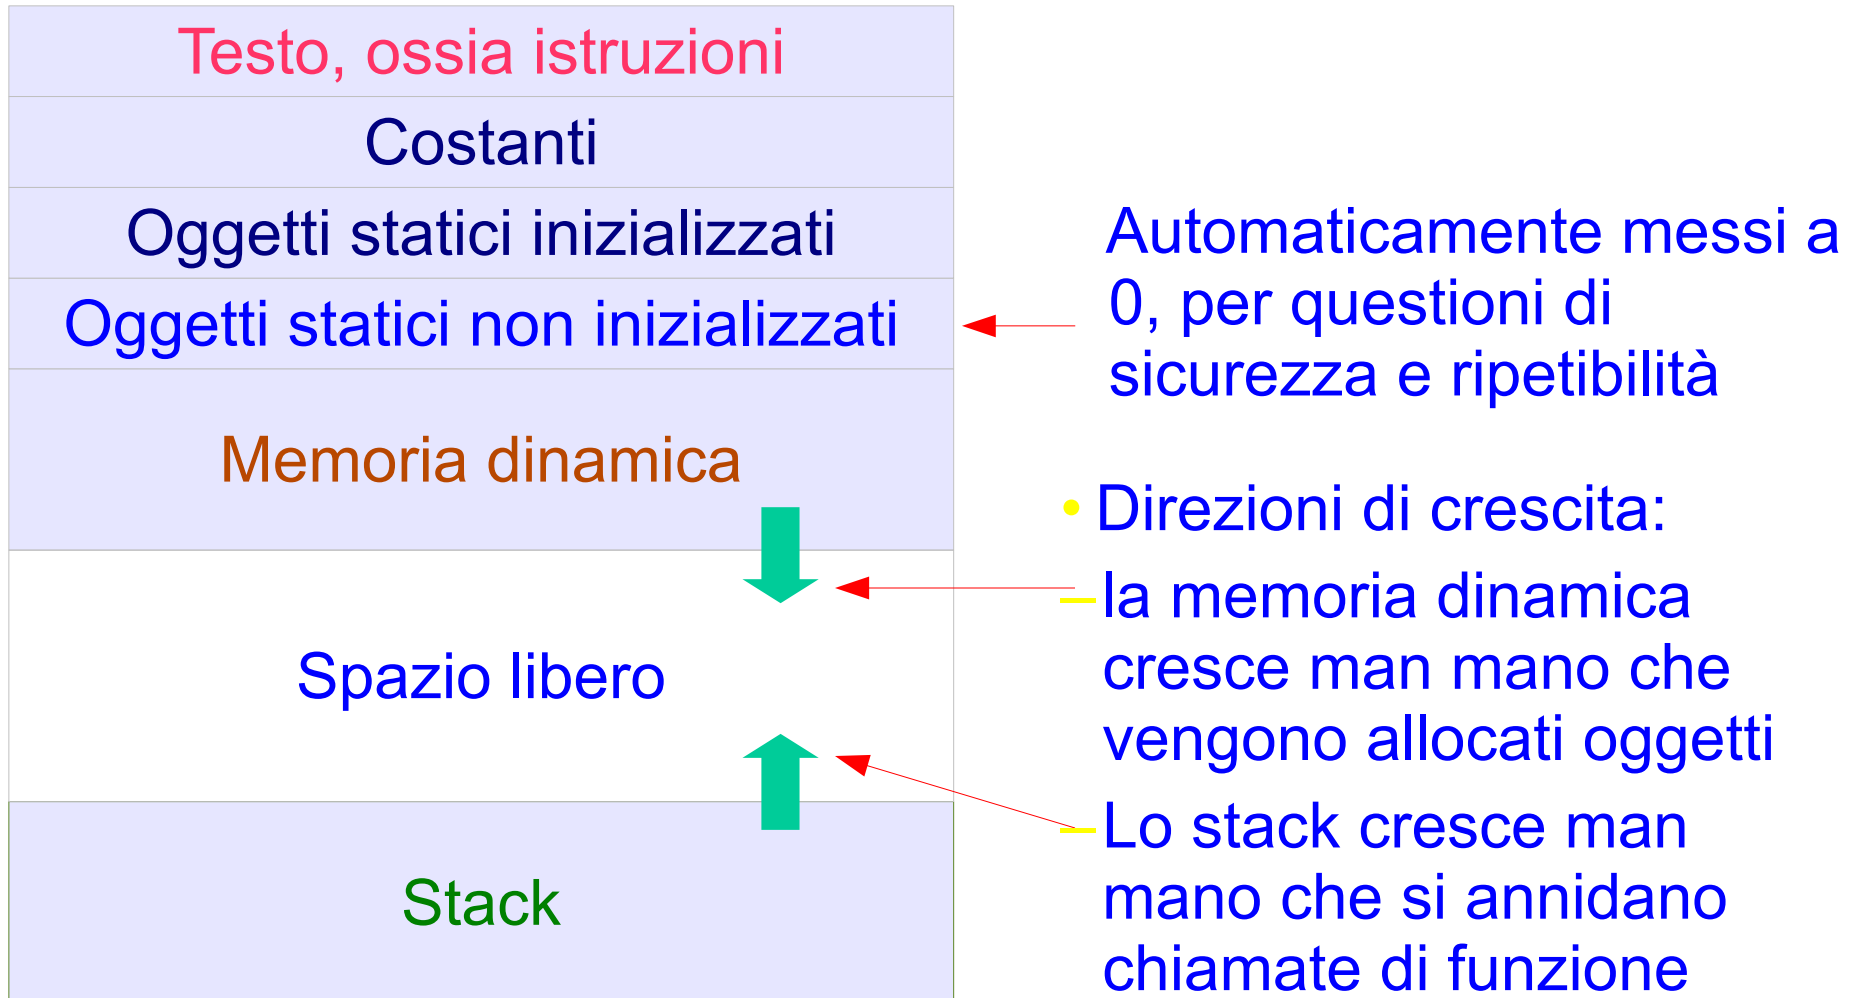 Testo, ossia istruzioni
Costanti
Oggetti statici inizializzati
Oggetti statici non inizializzati
Memoria dinamica
Spazio libero
Stack
Automaticamente messi a
0, per questioni di
sicurezza e ripetibilità
• Direzioni di crescita:
– la memoria dinamica
cresce man mano che
vengono allocati oggetti
– Lo stack cresce man
mano che si annidano
chiamate di funzione